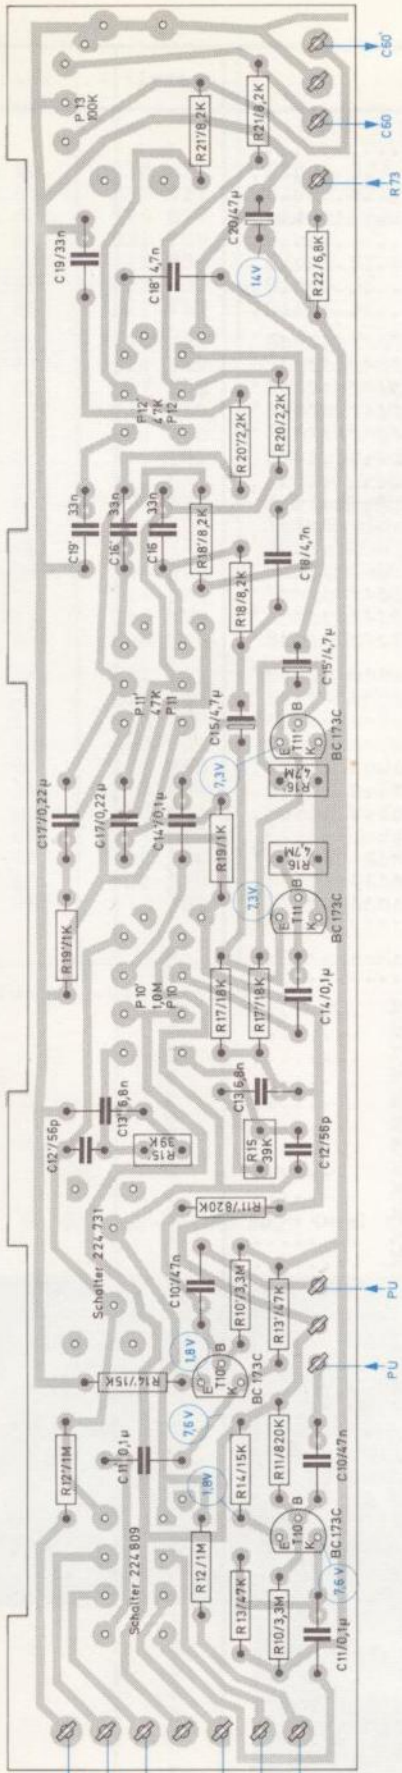 C60'
C60
R73
P13
100K
R21'/8,2K
R21/8,2K
C20/47µ
R22/6,8K
C19/33n
C18'4,7n
14V
P12'
47K
P12
R20'/2,2K
R20/2,2K
C19' 33n
C16' 33n
C16 33n
R18'/8,2K
R18/8,2K
C18/4,7n
P11'
47K
P11
C15/4,7µ
C15'/4,7µ
B
E T11 K
BC 173C
7,3V
R16
4,7M
C17'/0,22µ
C17/0,22µ
C14'/0,1µ
R19/1K
R16
4,7M
7,3V
B
E T11 K
BC 173C
R19'/1K
P10'
1,0M
P10
R17/18K
R17'/18K
C14/0,1µ
C13'6,8n
C13 6,8n
C12'/56p
R15'
39K
R15
39K
C12/56p
R11'/820K
Schalter 224 731
C10'/47n
R10'/3,3M
R13'/47K
PU
PU
1,8V
B
E T10 K
BC 173C
R14'/15K
7,6V
R12'/1M
C11'0,1µ
1,8V
R14/15K
R11/820K
C10/47n
Schalter 224 809
R12/1M
B
E T10 K
BC 173C
R13/47K
R10/3,3M
7,6V
C11/0,1µ